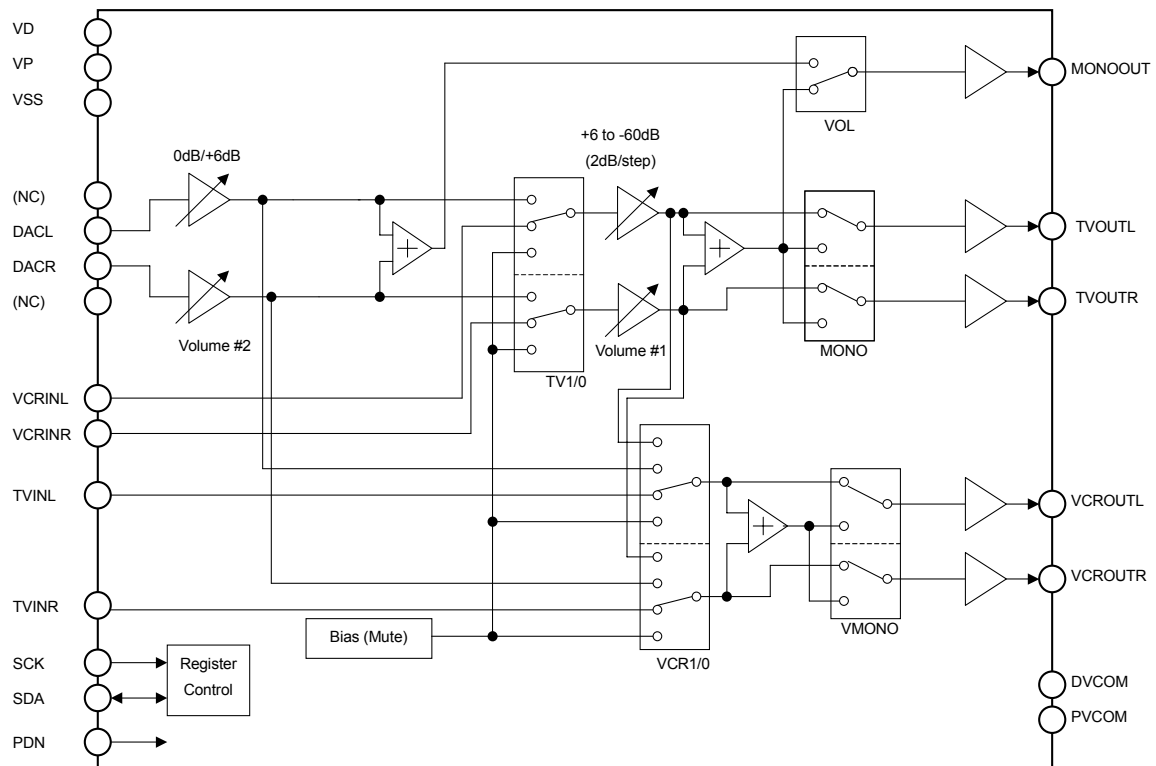 VD
VP
VSS
(NC)
DACL
DACR
(NC)
VCRINL
VCRINR
TVINL
TVINR
SCK
SDA
PDN
0dB/+6dB
Volume #2
Bias (Mute)
Register
Control
TV1/0
+6 to -60dB
(2dB/step)
Volume #1
VCR1/0
VOL
MONO
VMONO
MONOOUT
TVOUTL
TVOUTR
VCROUTL
VCROUTR
DVCOM
PVCOM